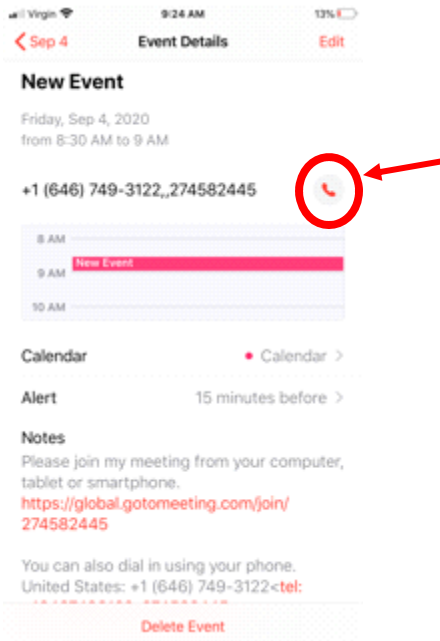 Virgin 9:24 AM 13%
Sep 4 Event Details Edit
New Event
Friday, Sep 4, 2020
from 8:30 AM to 9 AM
+1 (646) 749-3122,,274582445
8 AM
New Event
9 AM
10 AM
Calendar Calendar
Alert 15 minutes before
Notes
Please join my meeting from your computer,
tablet or smartphone.
https://global.gotomeeting.com/join/
274582445
You can also dial in using your phone.
United States: +1 (646) 749-3122<tel:
Delete Event